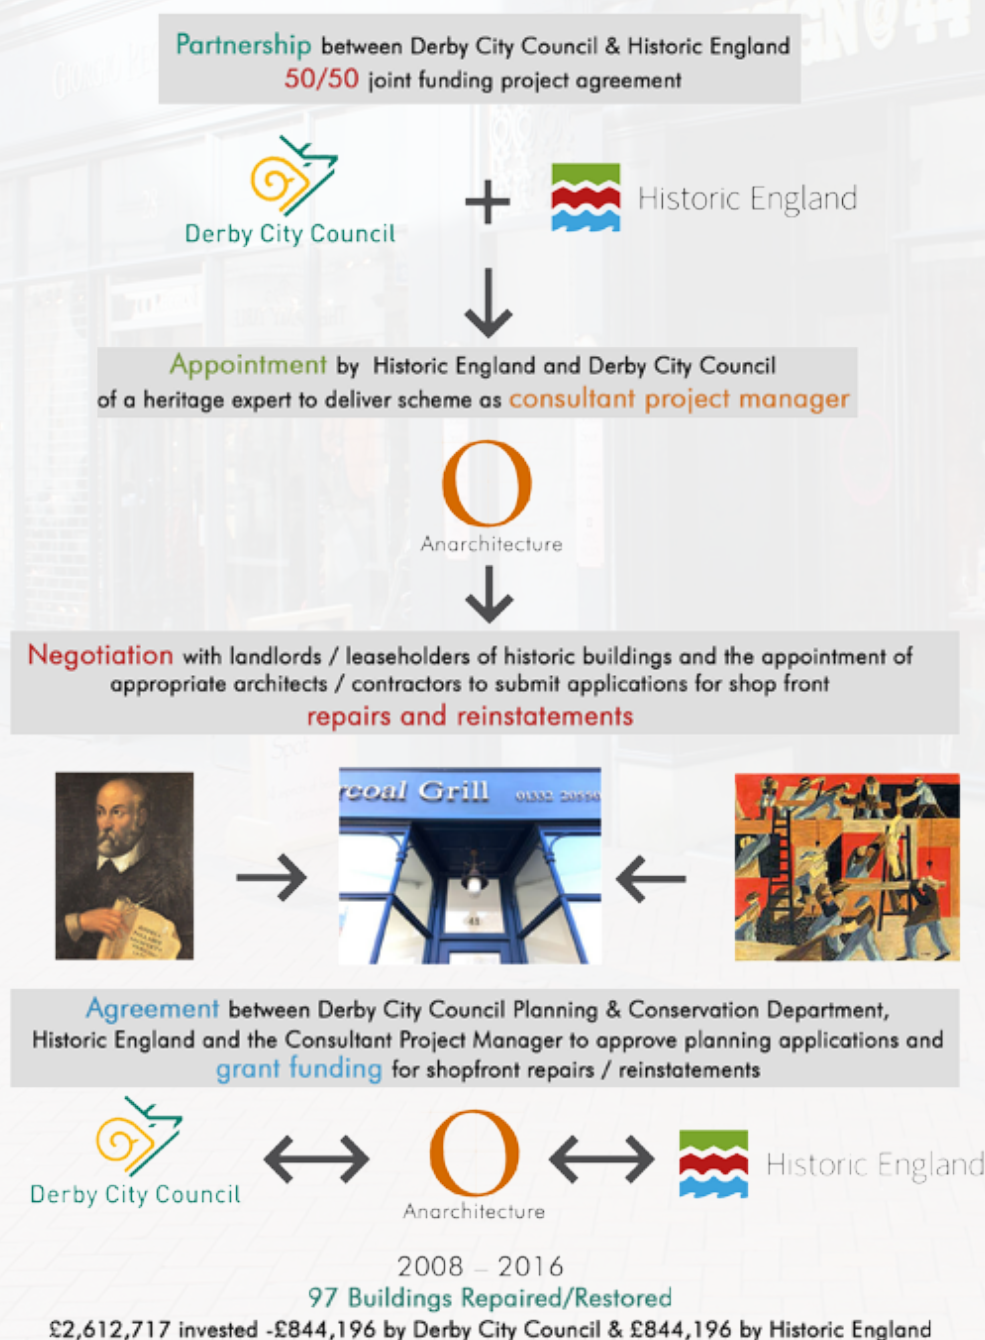 Partnership between Derby City Council & Historic England
50/50 joint funding project agreement
Derby City Council
+
Historic England
Appointment by Historic England and Derby City Council
of a heritage expert to deliver scheme as consultant project manager
O
Anarchitecture
Negotiation with landlords / leaseholders of historic buildings and the appointment of
appropriate architects / contractors to submit applications for shop front
repairs and reinstatements
rcoal Grill 01332 20550
45
Agreement between Derby City Council Planning & Conservation Department,
Historic England and the Consultant Project Manager to approve planning applications and
grant funding for shopfront repairs / reinstatements
Derby City Council
O
Anarchitecture
Historic England
2008 – 2016
97 Buildings Repaired/Restored
£2,612,717 invested -£844,196 by Derby City Council & £844,196 by Historic England